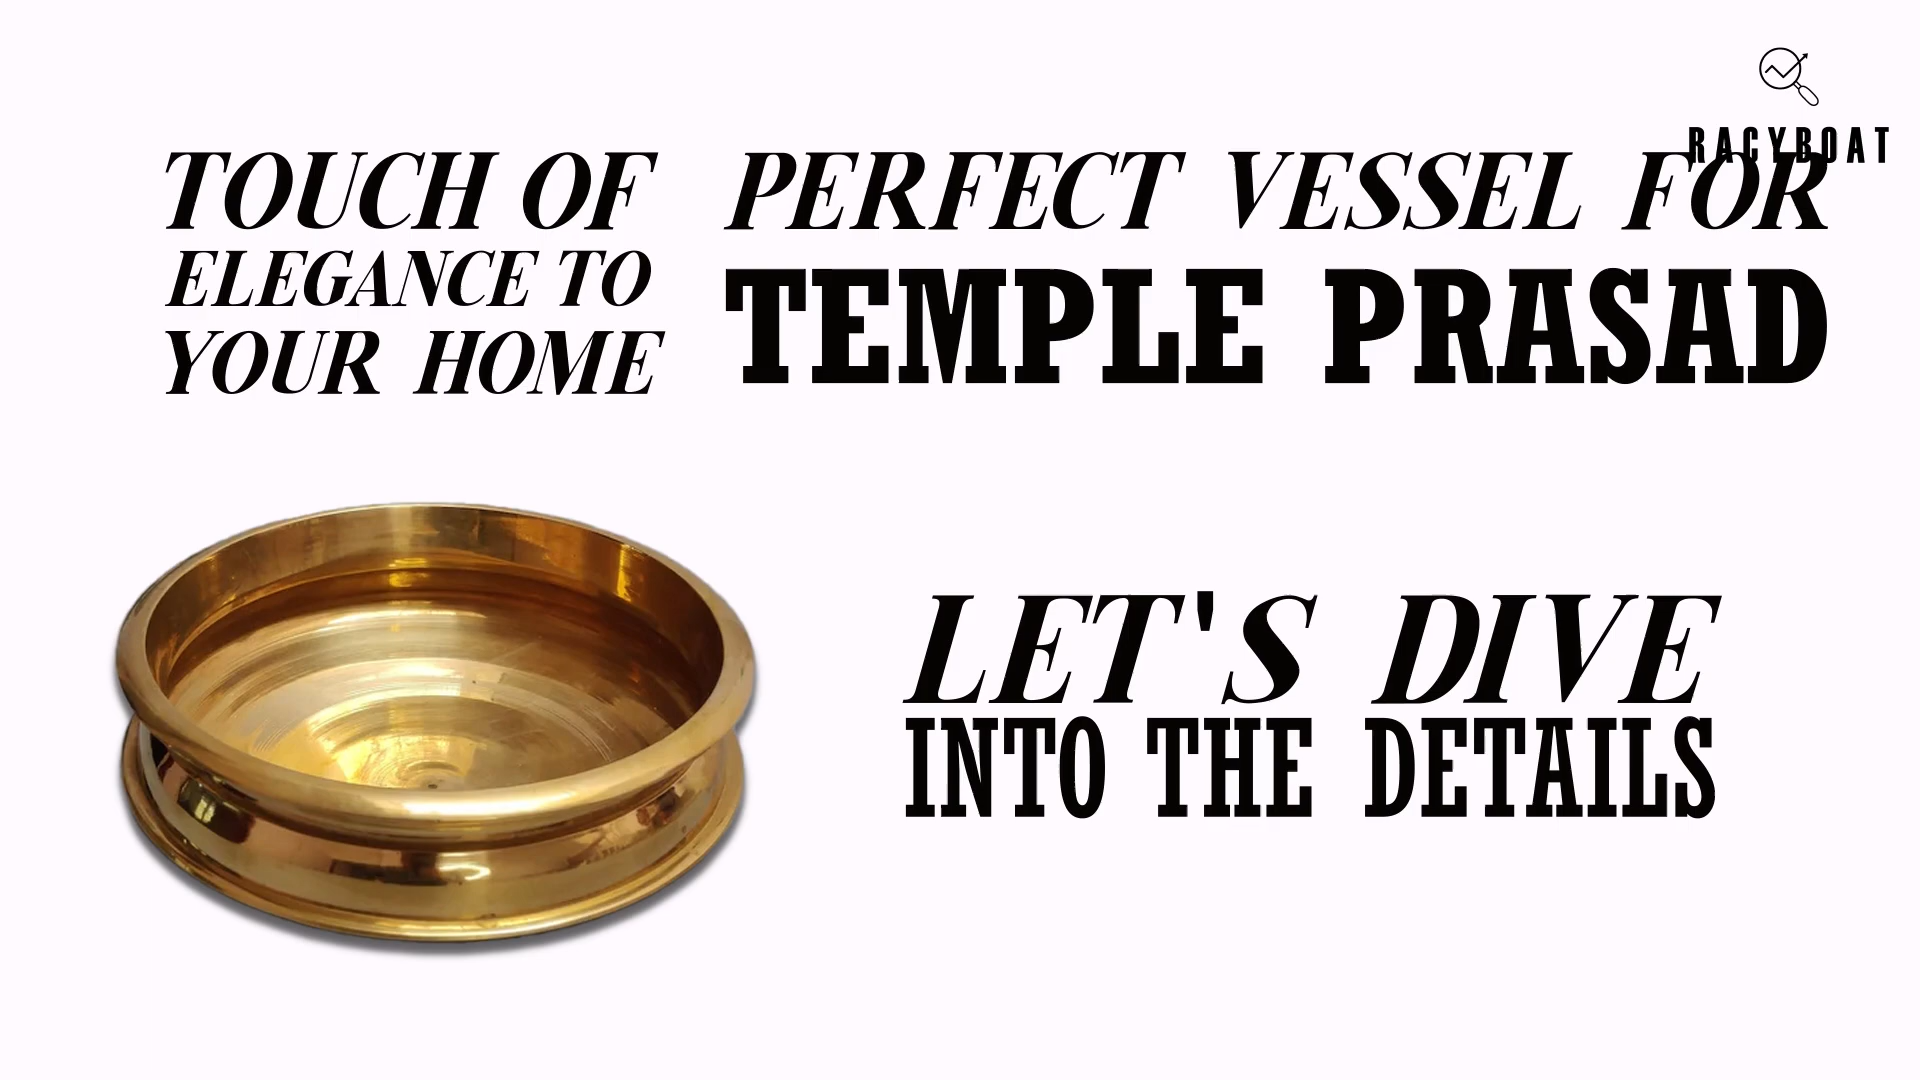 RACYBOAT
TOUCH OF
ELEGANCE TO
YOUR HOME
PERFECT VESSEL FOR
TEMPLE PRASAD
LET'S DIVE
INTO THE DETAILS